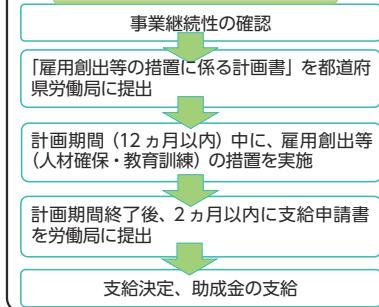 事業継続性の確認
「雇用創出等の措置に係る計画書」を都道府
県労働局に提出
計画期間（12ヵ月以内）中に、雇用創出等
（人材確保・教育訓練）の措置を実施
計画期間終了後、2ヵ月以内に支給申請書
を労働局に提出
支給決定、助成金の支給